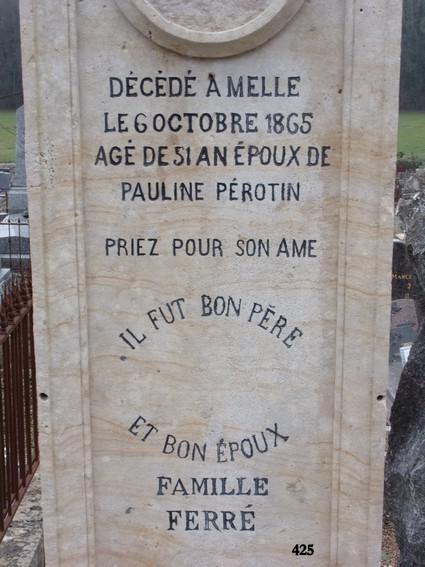 DÉCÉDÉ A MELLE
LE 6 OCTOBRE 1865
AGÉ DE 51 AN ÉPOUX DE
PAULINE PÉROTIN
PRIEZ POUR SON AME
IL FUT BON PÈRE
ET BON ÉPOUX
FAMILLE
FERRÉ
425